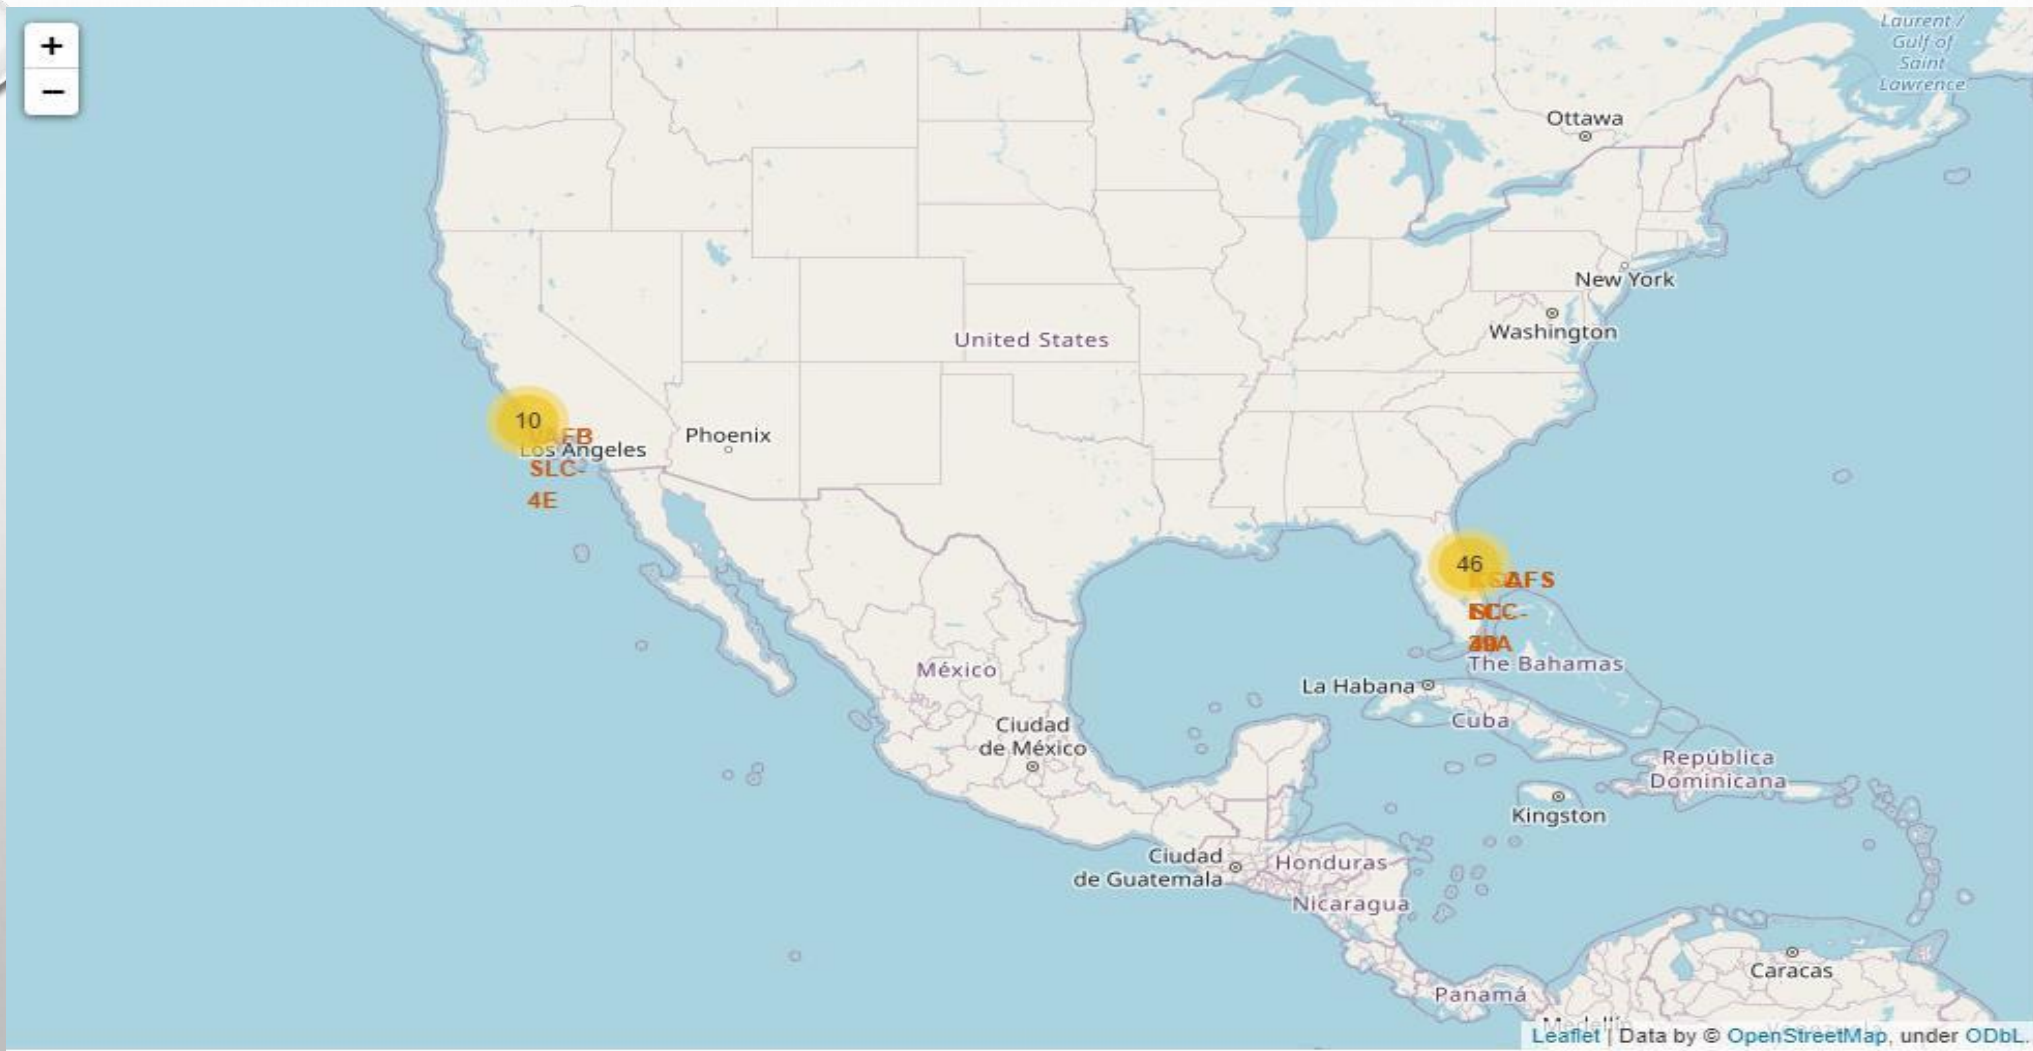 +
−
Laurent /
Gulf of
Saint
Lawrence
Ottawa
New York
Washington
United States
10
Los Angeles
SLC-
4E
Phoenix
46
The Bahamas
La Habana
Cuba
México
Ciudad
de México
República
Dominicana
Kingston
Ciudad
de Guatemala
Honduras
Nicaragua
Caracas
Panamá
Leaflet | Data by © OpenStreetMap, under ODbL.